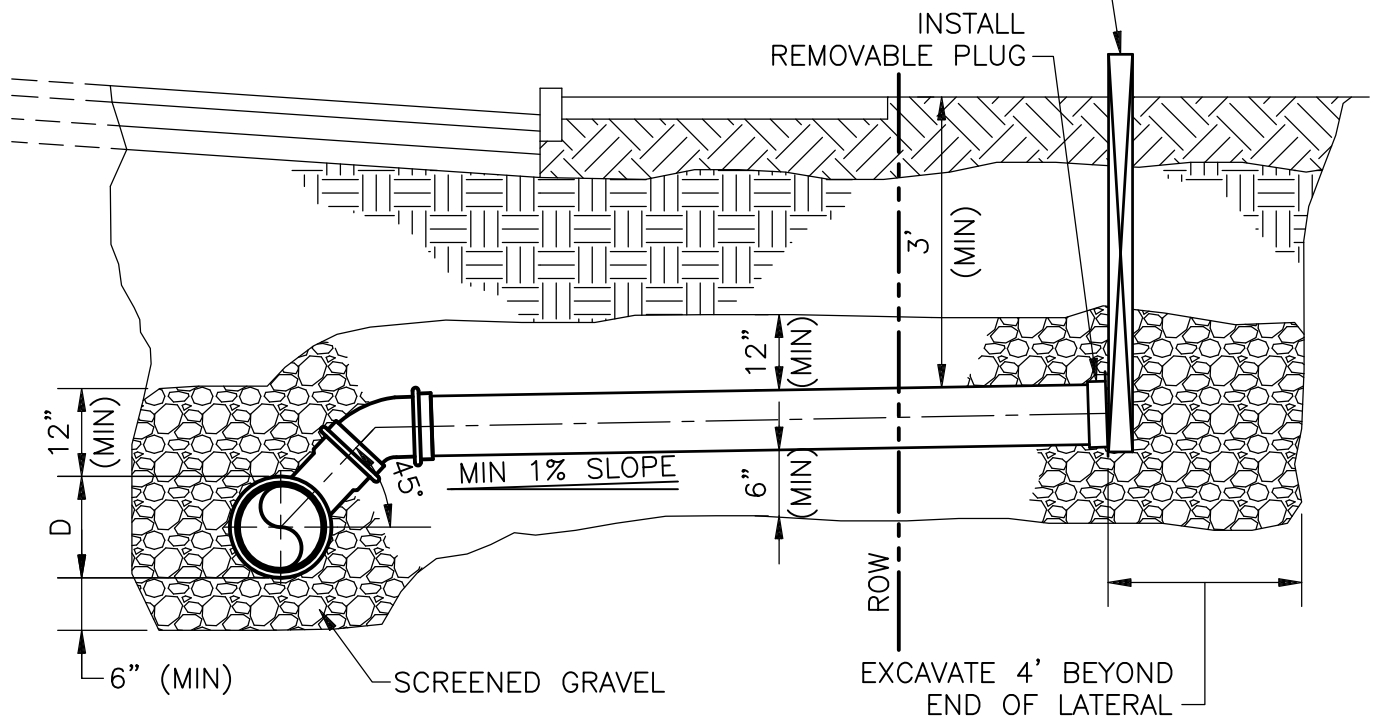 INSTALL
REMOVABLE PLUG
3'
(MIN)
12"
(MIN)
12"
(MIN)
45°
MIN 1% SLOPE
6"
(MIN)
D
ROW
6" (MIN)
SCREENED GRAVEL
EXCAVATE 4' BEYOND
END OF LATERAL